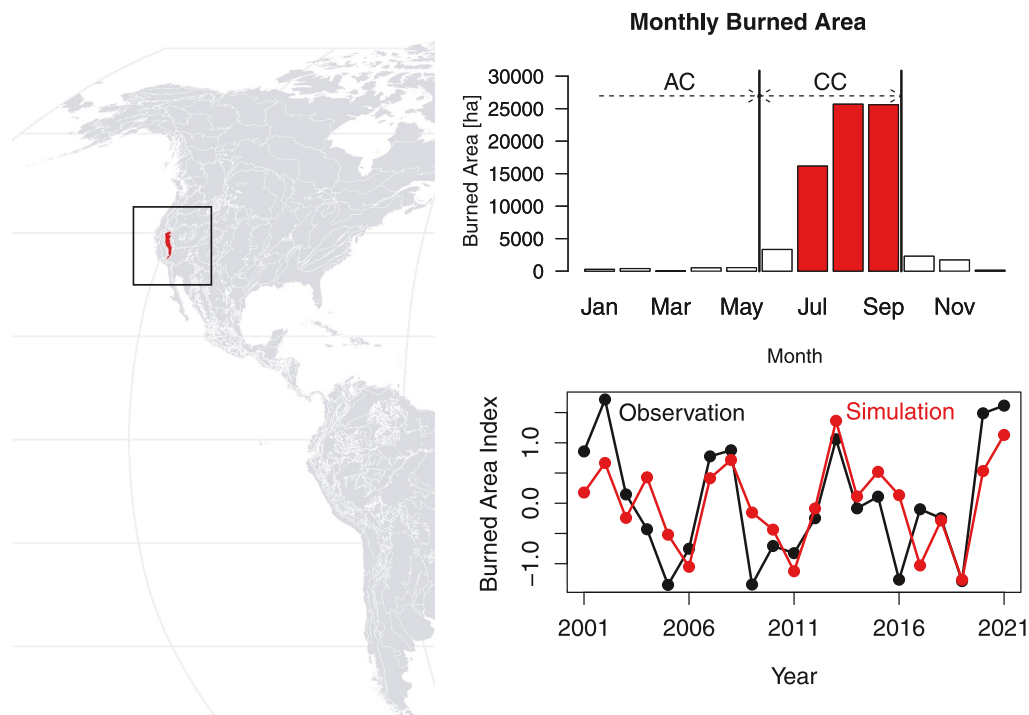 Monthly Burned Area
Burned Area [ha]
30000
25000
20000
15000
10000
5000
0
AC
CC
Jan
Mar
May
Jul
Sep
Nov
Month
Burned Area Index
1.0
0.0
−1.0
Observation
Simulation
2001
2006
2011
2016
2021
Year